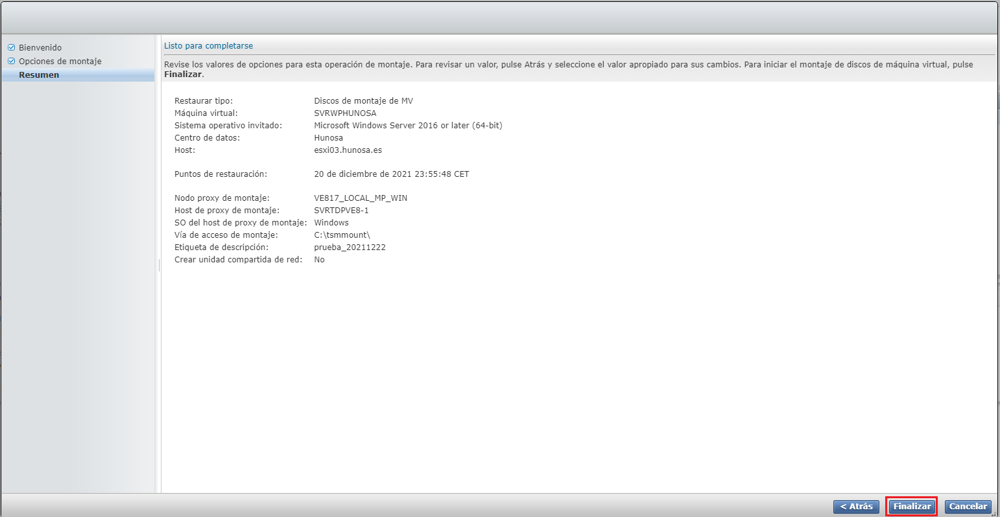 Bienvenido
Opciones de montaje
Resumen
Listo para completarse
Revise los valores de opciones para esta operación de montaje. Para revisar un valor, pulse Atrás y seleccione el valor apropiado para sus cambios. Para iniciar el montaje de discos de máquina virtual, pulse
Finalizar.
Restaurar tipo: Discos de montaje de MV
Máquina virtual: SVRWPHUNOSA
Sistema operativo invitado: Microsoft Windows Server 2016 or later (64-bit)
Centro de datos: Hunosa
Host: esxi03.hunosa.es
Puntos de restauración: 20 de diciembre de 2021 23:55:48 CET
Nodo proxy de montaje: VE817_LOCAL_MP_WIN
Host de proxy de montaje: SVRTDPVE8-1
SO del host de proxy de montaje: Windows
Vía de acceso de montaje: C:\tsmmount\
Etiqueta de descripción: prueba_20211222
Crear unidad compartida de red: No
< Atrás Finalizar Cancelar